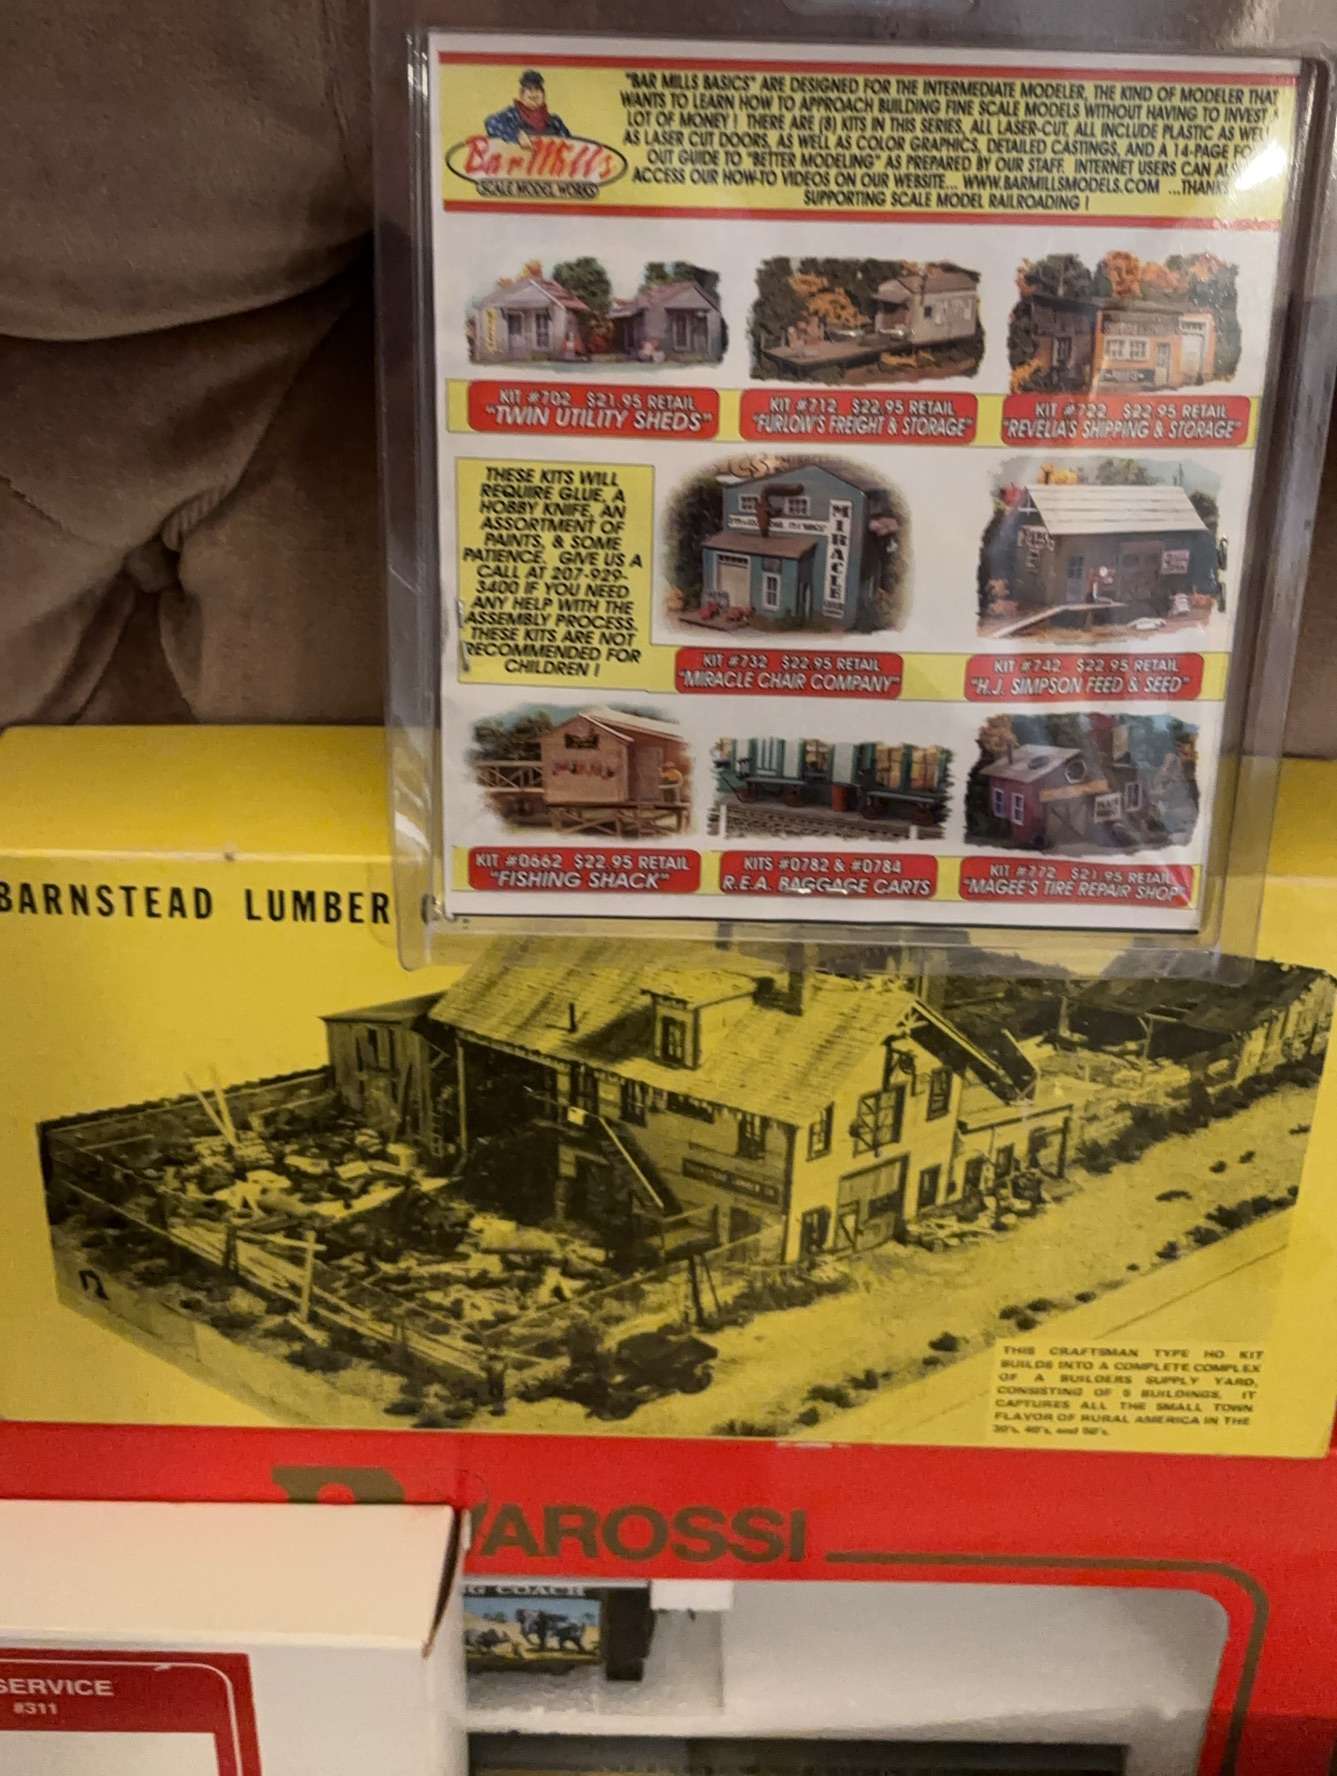 "BAR MILLS BASICS" ARE DESIGNED FOR THE INTERMEDIATE MODELER, THE KIND OF MODELER THAT
WANTS TO LEARN HOW TO APPROACH BUILDING FINE SCALE MODELS WITHOUT HAVING TO INVEST A
LOT OF MONEY ! THERE ARE (8) KITS IN THIS SERIES, ALL LASER-CUT, ALL INCLUDE PLASTIC AS WELL
AS LASER CUT DOORS, AS WELL AS COLOR GRAPHICS, DETAILED CASTINGS, AND A 14-PAGE FO
OUT GUIDE TO "BETTER MODELING" AS PREPARED BY OUR STAFF. INTERNET USERS CAN ALS
ACCESS OUR HOW-TO VIDEOS ON OUR WEBSITE... WWW.BARMILLSMODELS.COM ...THANKS
SUPPORTING SCALE MODEL RAILROADING !
Bar Mills
SCALE MODEL WORKS
KIT #702 $21.95 RETAIL
"TWIN UTILITY SHEDS"
KIT #712 $22.95 RETAIL
"FURLOW'S FREIGHT & STORAGE"
KIT #722 $22.95 RETAIL
"REVELIA'S SHIPPING & STORAGE"
THESE KITS WILL
REQUIRE GLUE, A
HOBBY KNIFE, AN
ASSORTMENT OF
PAINTS, & SOME
PATIENCE. GIVE US A
CALL AT 207-929-
3400 IF YOU NEED
ANY HELP WITH THE
ASSEMBLY PROCESS.
THESE KITS ARE NOT
RECOMMENDED FOR
CHILDREN !
MIRACLE
KIT #732 $22.95 RETAIL
"MIRACLE CHAIR COMPANY"
KIT #742 $22.95 RETAIL
"H.J. SIMPSON FEED & SEED"
KIT #0662 $22.95 RETAIL
"FISHING SHACK"
KITS #0782 & #0784
R.E.A. BAGGAGE CARTS
KIT #772 $21.95 RETAIL
"MAGEE'S TIRE REPAIR SHOP"
BARNSTEAD LUMBER
THIS CRAFTSMAN TYPE HO KIT
BUILDS INTO A COMPLETE COMPLEX
OF A BUILDERS SUPPLY YARD,
CONSISTING OF 5 BUILDINGS. IT
CAPTURES ALL THE SMALL TOWN
FLAVOR OF RURAL AMERICA IN THE
30's, 40's, and 50's.
AROSSI
G COACH
SERVICE
#311